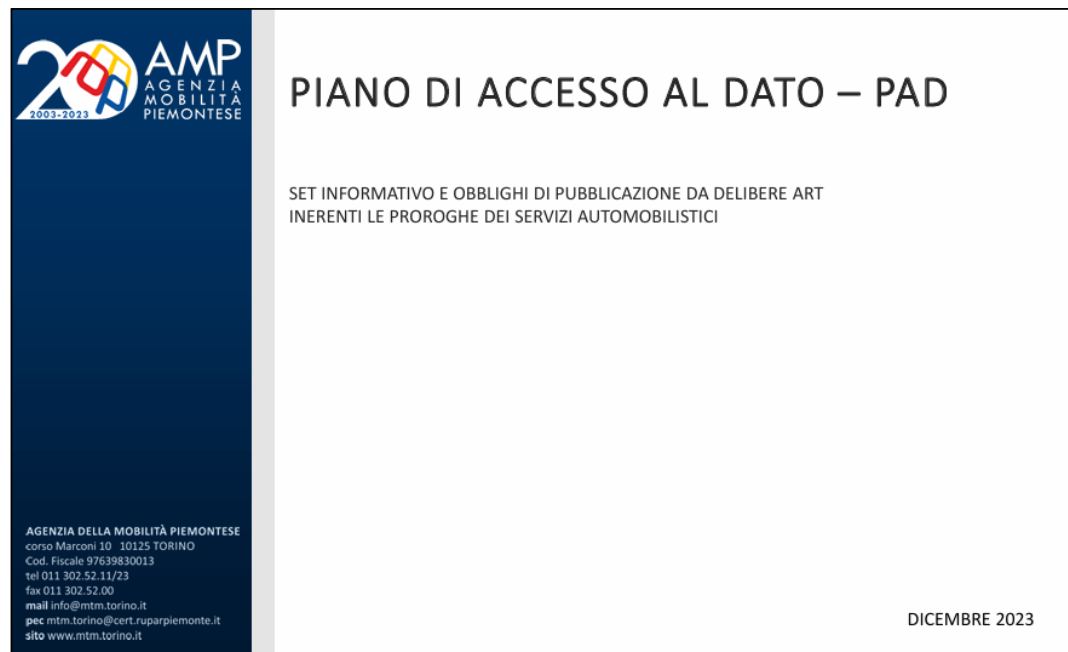 20
2003-2023
AMP
AGENZIA
MOBILITÀ
PIEMONTESE
PIANO DI ACCESSO AL DATO – PAD
SET INFORMATIVO E OBBLIGHI DI PUBBLICAZIONE DA DELIBERE ART
INERENTI LE PROROGHE DEI SERVIZI AUTOMOBILISTICI
AGENZIA DELLA MOBILITÀ PIEMONTESE
corso Marconi 10 10125 TORINO
Cod. Fiscale 97639830013
tel 011 302.52.11/23
fax 011 302.52.00
mail info@mtm.torino.it
pec mtm.torino@cert.ruparpiemonte.it
sito www.mtm.torino.it
DICEMBRE 2023